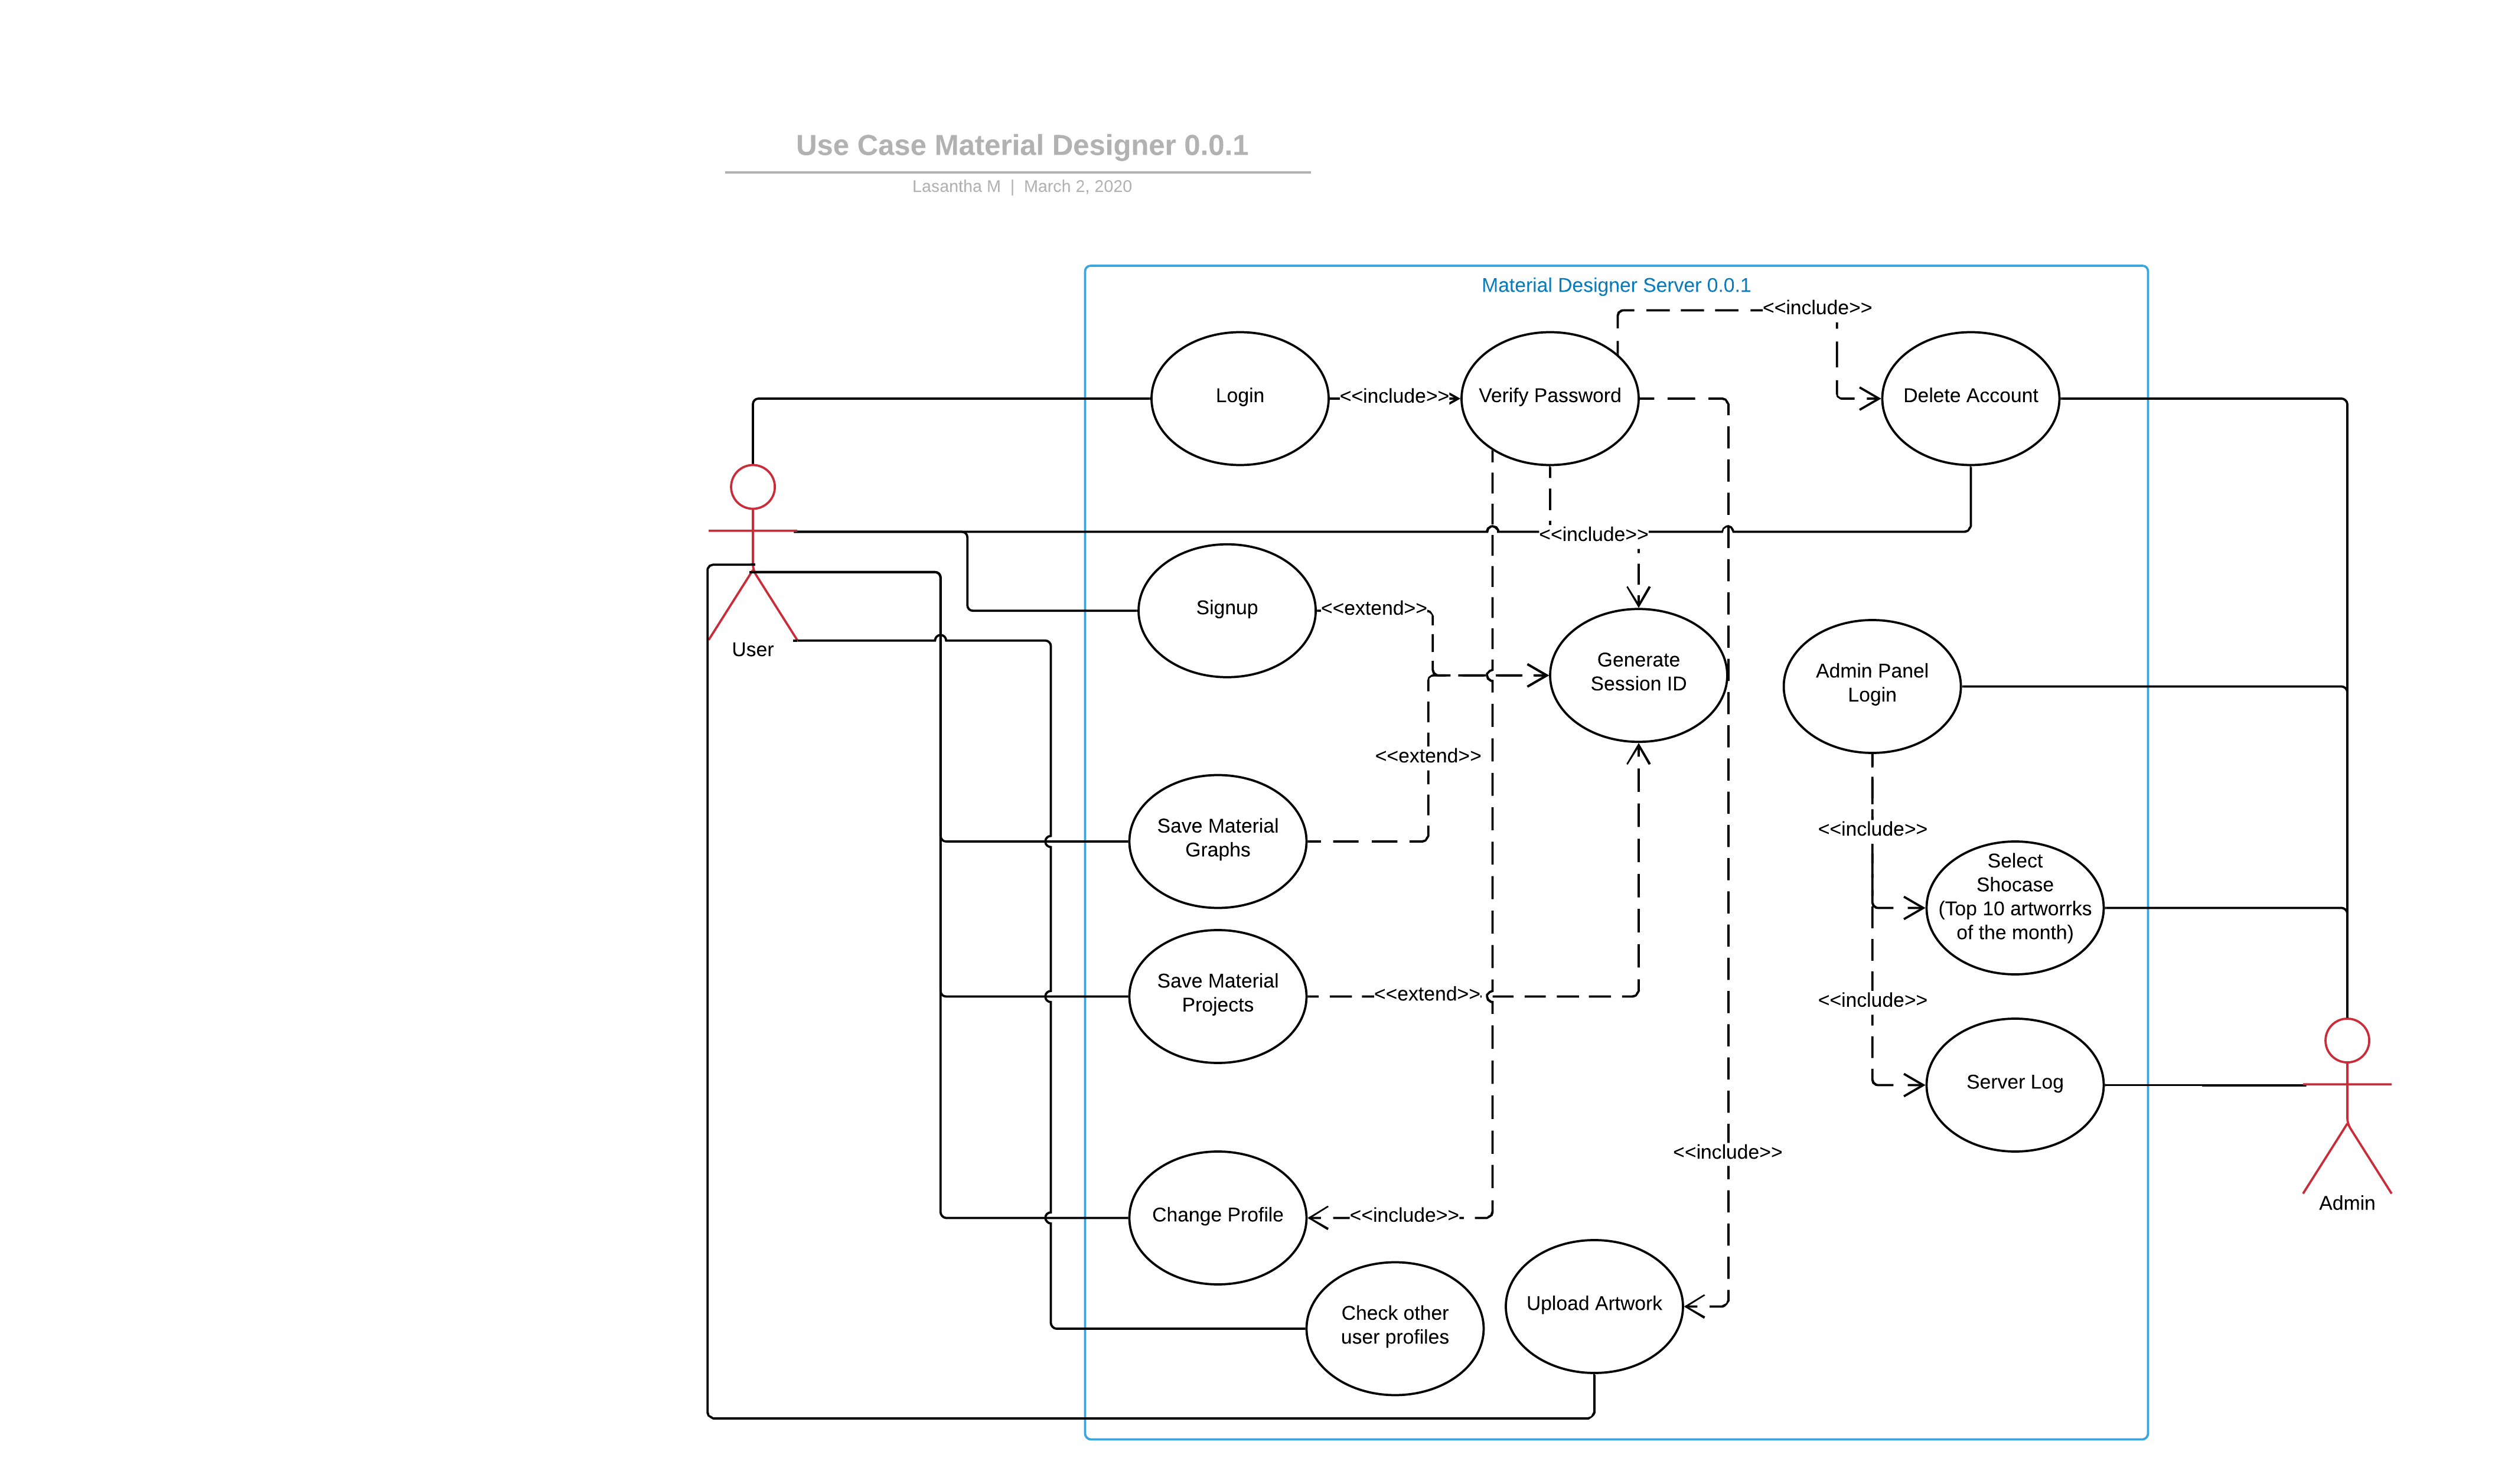 Use Case Material Designer 0.0.1
Lasantha M | March 2, 2020
Material Designer Server 0.0.1
<<include>>
Login
<<include>>
Verify Password
Delete Account
<<include>>
Signup
<<extend>>
User
Generate
Session ID
Admin Panel
Login
<<extend>>
Save Material
Graphs
<<include>>
Select
Shocase
(Top 10 artworrks
of the month)
Save Material
Projects
<<extend>>
<<include>>
Server Log
<<include>>
Admin
Change Profile
<<include>>
Upload Artwork
Check other
user profiles